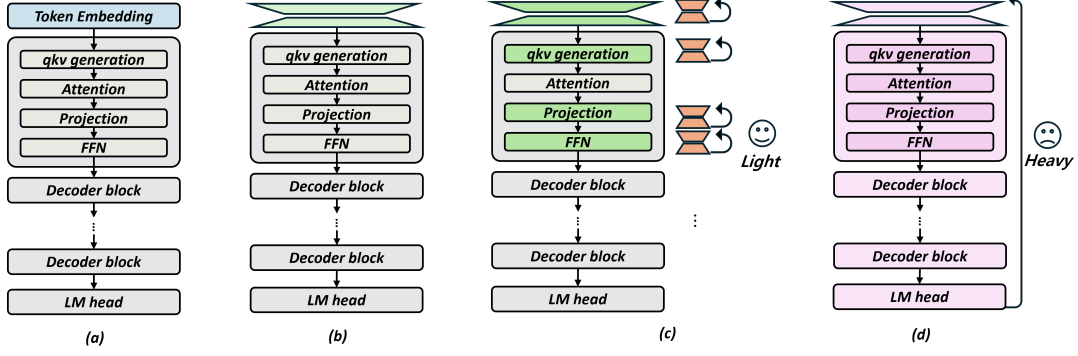 Token Embedding
qkv generation
Attention
Projection
FFN
Decoder block
...
Decoder block
LM head
(a)
qkv generation
Attention
Projection
FFN
Decoder block
...
Decoder block
LM head
(b)
qkv generation
Attention
Projection
FFN
Decoder block
...
Decoder block
LM head
Light
...
(c)
qkv generation
Attention
Projection
FFN
Decoder block
...
Decoder block
LM head
Heavy
(d)